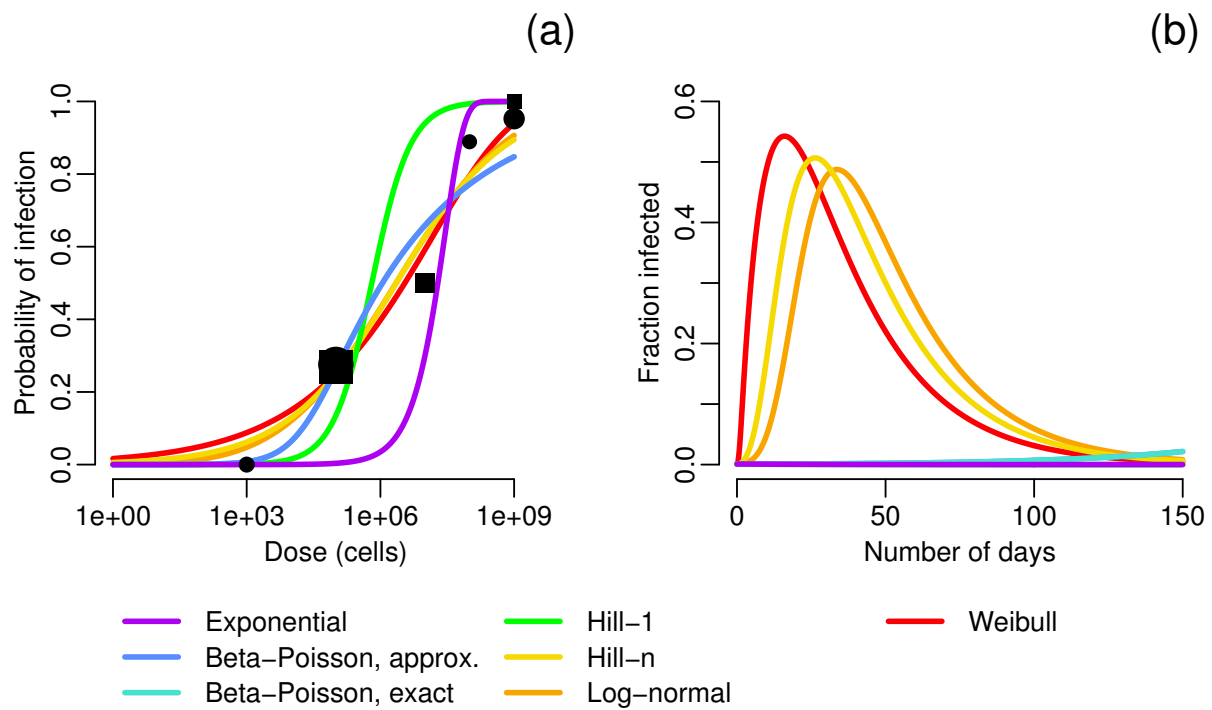 (a)
(b)
Probability of infection
0.0 0.2 0.4 0.6 0.8 1.0
1e+00 1e+03 1e+06 1e+09
Dose (cells)
Fraction infected
0.0 0.2 0.4 0.6
0 50 100 150
Number of days
Exponential
Beta−Poisson, approx.
Beta−Poisson, exact
Hill−1
Hill−n
Log−normal
Weibull